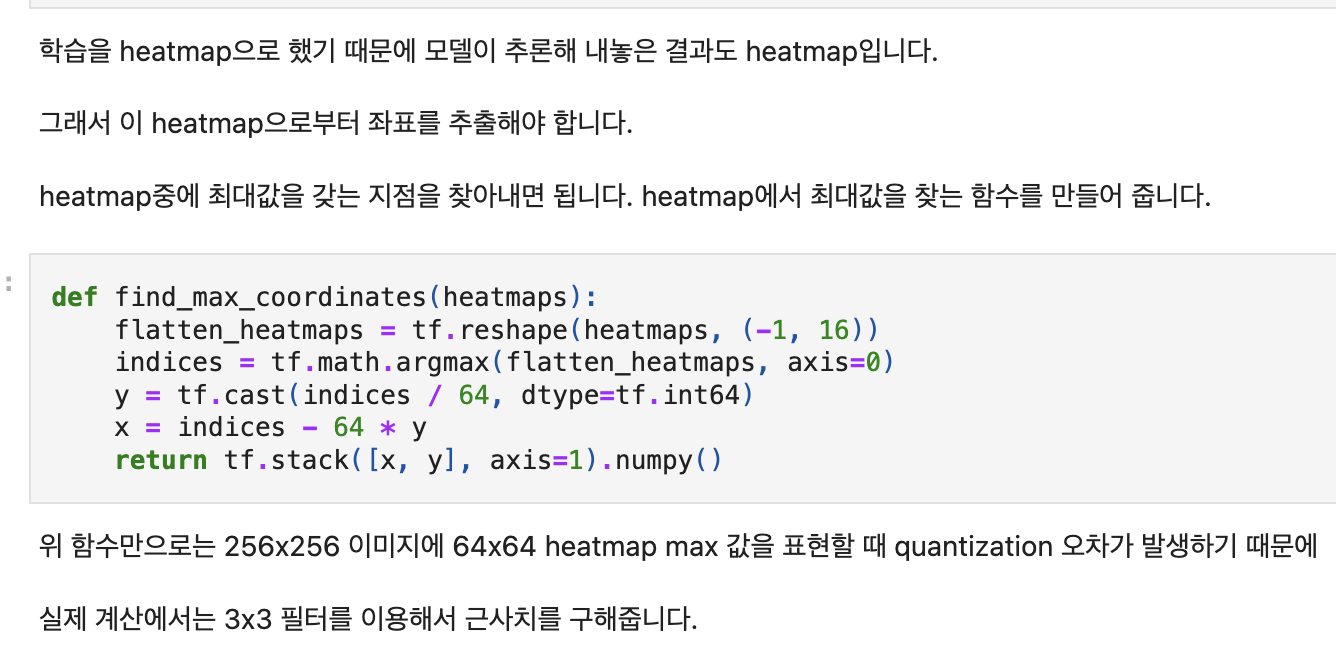 학습을 heatmap으로 했기 때문에 모델이 추론해 내놓은 결과도 heatmap입니다.
그래서 이 heatmap으로부터 좌표를 추출해야 합니다.
heatmap중에 최대값을 갖는 지점을 찾아내면 됩니다. heatmap에서 최대값을 찾는 함수를 만들어 줍니다.
:
def find_max_coordinates(heatmaps):
    flatten_heatmaps = tf.reshape(heatmaps, (-1, 16))
    indices = tf.math.argmax(flatten_heatmaps, axis=0)
    y = tf.cast(indices / 64, dtype=tf.int64)
    x = indices - 64 * y
    return tf.stack([x, y], axis=1).numpy()
위 함수만으로는 256x256 이미지에 64x64 heatmap max 값을 표현할 때 quantization 오차가 발생하기 때문에
실제 계산에서는 3x3 필터를 이용해서 근사치를 구해줍니다.